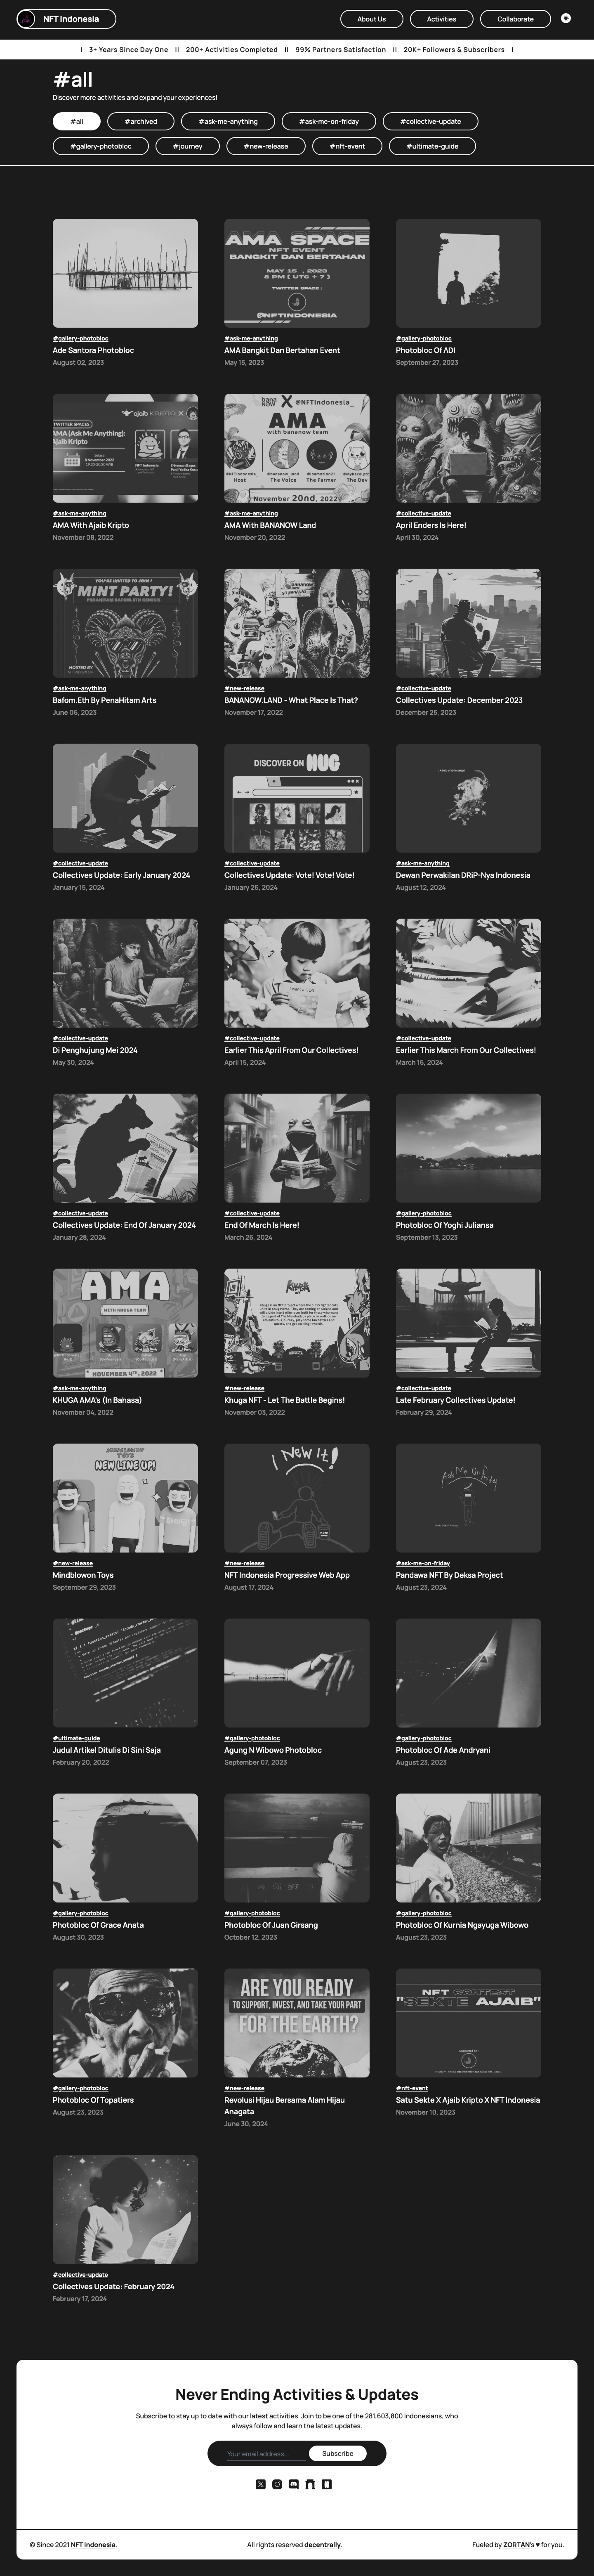 NFT Indonesia
About Us
Activities
Collaborate
| 3+ Years Since Day One || 200+ Activities Completed || 99% Partners Satisfaction || 20K+ Followers & Subscribers |
#all
Discover more activities and expand your experiences!
#all
#archived
#ask-me-anything
#ask-me-on-friday
#collective-update
#gallery-photobloc
#journey
#new-release
#nft-event
#ultimate-guide
#gallery-photobloc
Ade Santora Photobloc
August 02, 2023
AMA SPACE
NFT EVENT
BANGKIT DAN BERTAHAN
MAY 15 , 2023
8 PM ( UTC + 7 )
TWITTER SPACE :
@NFTINDONESIA
#ask-me-anything
AMA Bangkit Dan Bertahan Event
May 15, 2023
#gallery-photobloc
Photobloc Of ΛDI
September 27, 2023
TWITTER SPACES
AMA (Ask Me Anything):
Ajaib Kripto
#ask-me-anything
AMA With Ajaib Kripto
November 08, 2022
bana
NOW X @NFTIndonesia_
AMA
with bananow team
Host
The Voice
The Farmer
The Dev
November 20nd, 2022
#ask-me-anything
AMA With BANANOW Land
November 20, 2022
#collective-update
April Enders Is Here!
April 30, 2024
YOU'RE INVITED TO JOIN !
MINT PARTY!
HOSTED BY
#ask-me-anything
Bafom.Eth By PenaHitam Arts
June 06, 2023
#new-release
BANANOW.LAND - What Place Is That?
November 17, 2022
#collective-update
Collectives Update: December 2023
December 25, 2023
#collective-update
Collectives Update: Early January 2024
January 15, 2024
DISCOVER ON HUG
#collective-update
Collectives Update: Vote! Vote! Vote!
January 26, 2024
#ask-me-anything
Dewan Perwakilan DRiP-Nya Indonesia
August 12, 2024
#collective-update
Di Penghujung Mei 2024
May 30, 2024
#collective-update
Earlier This April From Our Collectives!
April 15, 2024
#collective-update
Earlier This March From Our Collectives!
March 16, 2024
#collective-update
Collectives Update: End Of January 2024
January 28, 2024
#collective-update
End Of March Is Here!
March 26, 2024
#gallery-photobloc
Photobloc Of Yoghi Juliansa
September 13, 2023
AMA
WITH KHUGA TEAM
NOVEMBER 4TH, 2022
#ask-me-anything
KHUGA AMA's (In Bahasa)
November 04, 2022
KHUGA
#new-release
Khuga NFT - Let The Battle Begins!
November 03, 2022
#collective-update
Late February Collectives Update!
February 29, 2024
MINDBLOWON
TOYS
NEW LINE UP!
#new-release
Mindblowon Toys
September 29, 2023
I New It!
#new-release
NFT Indonesia Progressive Web App
August 17, 2024
Ask Me On Friday
#ask-me-on-friday
Pandawa NFT By Deksa Project
August 23, 2024
#ultimate-guide
Judul Artikel Ditulis Di Sini Saja
February 20, 2022
#gallery-photobloc
Agung N Wibowo Photobloc
September 07, 2023
#gallery-photobloc
Photobloc Of Ade Andryani
August 23, 2023
#gallery-photobloc
Photobloc Of Grace Anata
August 30, 2023
#gallery-photobloc
Photobloc Of Juan Girsang
October 12, 2023
#gallery-photobloc
Photobloc Of Kurnia Ngayuga Wibowo
August 23, 2023
#gallery-photobloc
Photobloc Of Topatiers
August 23, 2023
ARE YOU READY
TO SUPPORT, INVEST, AND TAKE YOUR PART
FOR THE EARTH?
#new-release
Revolusi Hijau Bersama Alam Hijau
Anagata
June 30, 2024
NFT CONTEST
"SEKTE AJAIB"
Supported by
#nft-event
Satu Sekte X Ajaib Kripto X NFT Indonesia
November 10, 2023
#collective-update
Collectives Update: February 2024
February 17, 2024
Never Ending Activities & Updates
Subscribe to stay up to date with our latest activities. Join to be one of the 281,603,800 Indonesians, who
always follow and learn the latest updates.
Your email address...
Subscribe
© Since 2021 NFT Indonesia.
All rights reserved decentrally.
Fueled by ZORTAN's ♥ for you.